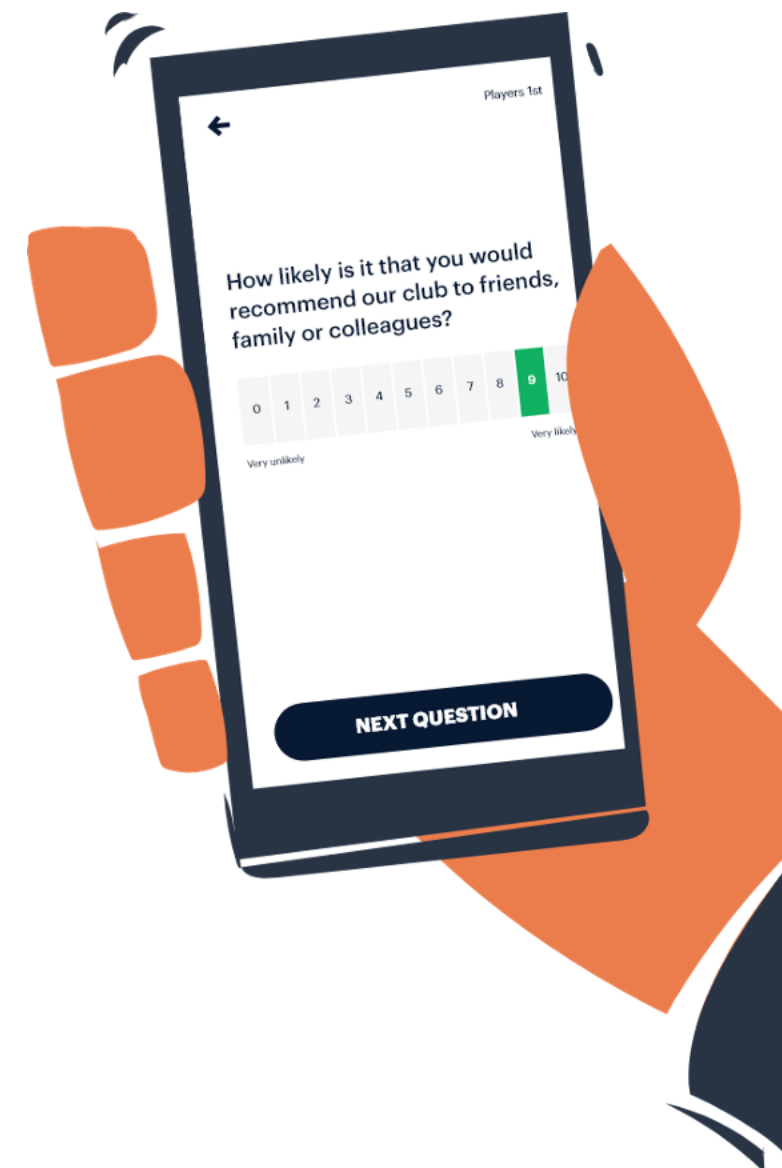 Players 1st
How likely is it that you would
recommend our club to friends,
family or colleagues?
0 1 2 3 4 5 6 7 8 9 10
Very unlikely Very likely
NEXT QUESTION